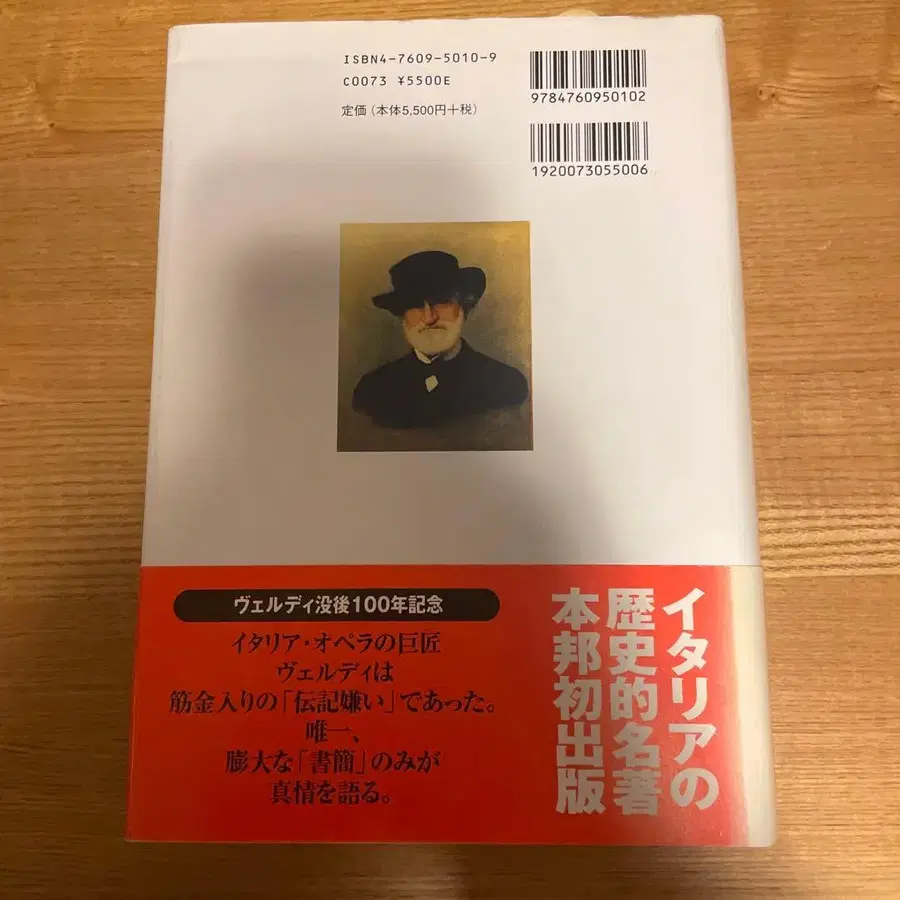 ISBN4-7609-5010-9
C0073 ¥5500E
定価(本体5,500円十税)
9784760950102
1920073055006
ヴェルディ没後100年記念
イタリア・オペラの巨匠
ヴェルディは
筋金入りの「伝記嫌い」であった。
唯一、
膨大な「書簡」のみが
真情を語る。
イタリアの
歴史的名著
本邦初出版